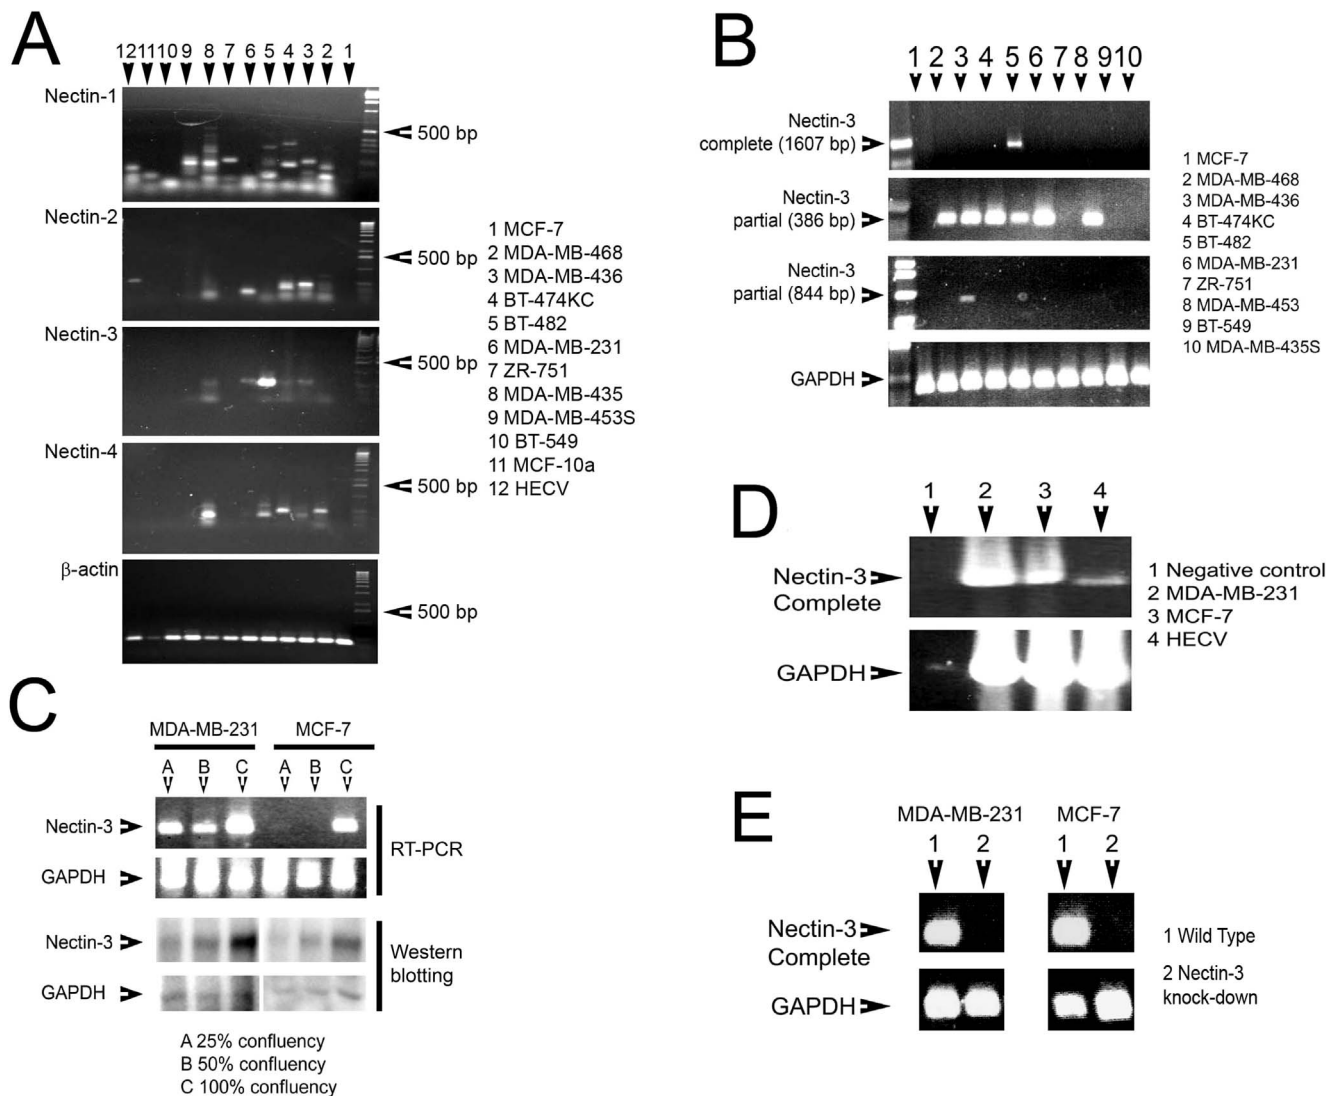 A
12 11 10 9 8 7 6 5 4 3 2 1
Nectin-1
500 bp
Nectin-2
500 bp
Nectin-3
500 bp
Nectin-4
500 bp
β-actin
500 bp
1 MCF-7
2 MDA-MB-468
3 MDA-MB-436
4 BT-474KC
5 BT-482
6 MDA-MB-231
7 ZR-751
8 MDA-MB-435
9 MDA-MB-453S
10 BT-549
11 MCF-10a
12 HECV
B
1 2 3 4 5 6 7 8 9 10
Nectin-3
complete (1607 bp)
Nectin-3
partial (386 bp)
Nectin-3
partial (844 bp)
GAPDH
1 MCF-7
2 MDA-MB-468
3 MDA-MB-436
4 BT-474KC
5 BT-482
6 MDA-MB-231
7 ZR-751
8 MDA-MB-453
9 BT-549
10 MDA-MB-435S
C
MDA-MB-231 MCF-7
A B C A B C
Nectin-3
GAPDH
RT-PCR
Nectin-3
GAPDH
Western
blotting
A 25% confluency
B 50% confluency
C 100% confluency
D
1 2 3 4
Nectin-3
Complete
GAPDH
1 Negative control
2 MDA-MB-231
3 MCF-7
4 HECV
E
MDA-MB-231 MCF-7
1 2 1 2
Nectin-3
Complete
GAPDH
1 Wild Type
2 Nectin-3
knock-down